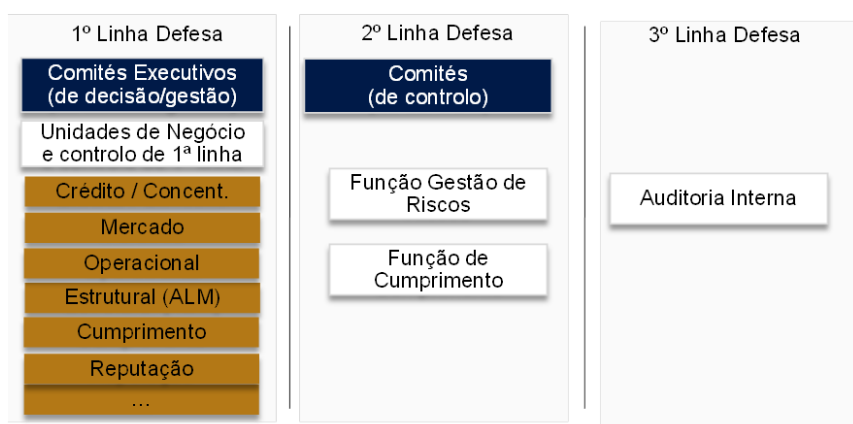 1º Linha Defesa
Comités Executivos
(de decisão/gestão)
Unidades de Negócio
e controlo de 1ª linha
Crédito / Concent.
Mercado
Operacional
Estrutural (ALM)
Cumprimento
Reputação
...
2º Linha Defesa
Comités
(de controlo)
Função Gestão de
Riscos
Função de
Cumprimento
3º Linha Defesa
Auditoria Interna